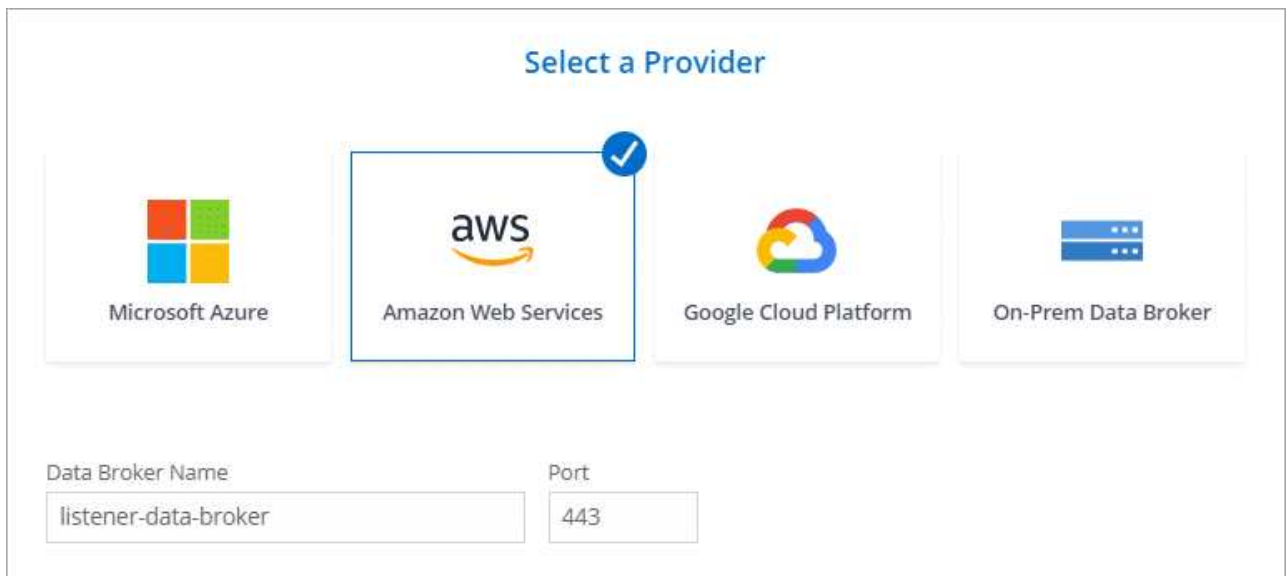 Select a Provider
aws
Microsoft Azure
Amazon Web Services
Google Cloud Platform
On-Prem Data Broker
Data Broker Name
Port
listener-data-broker
443